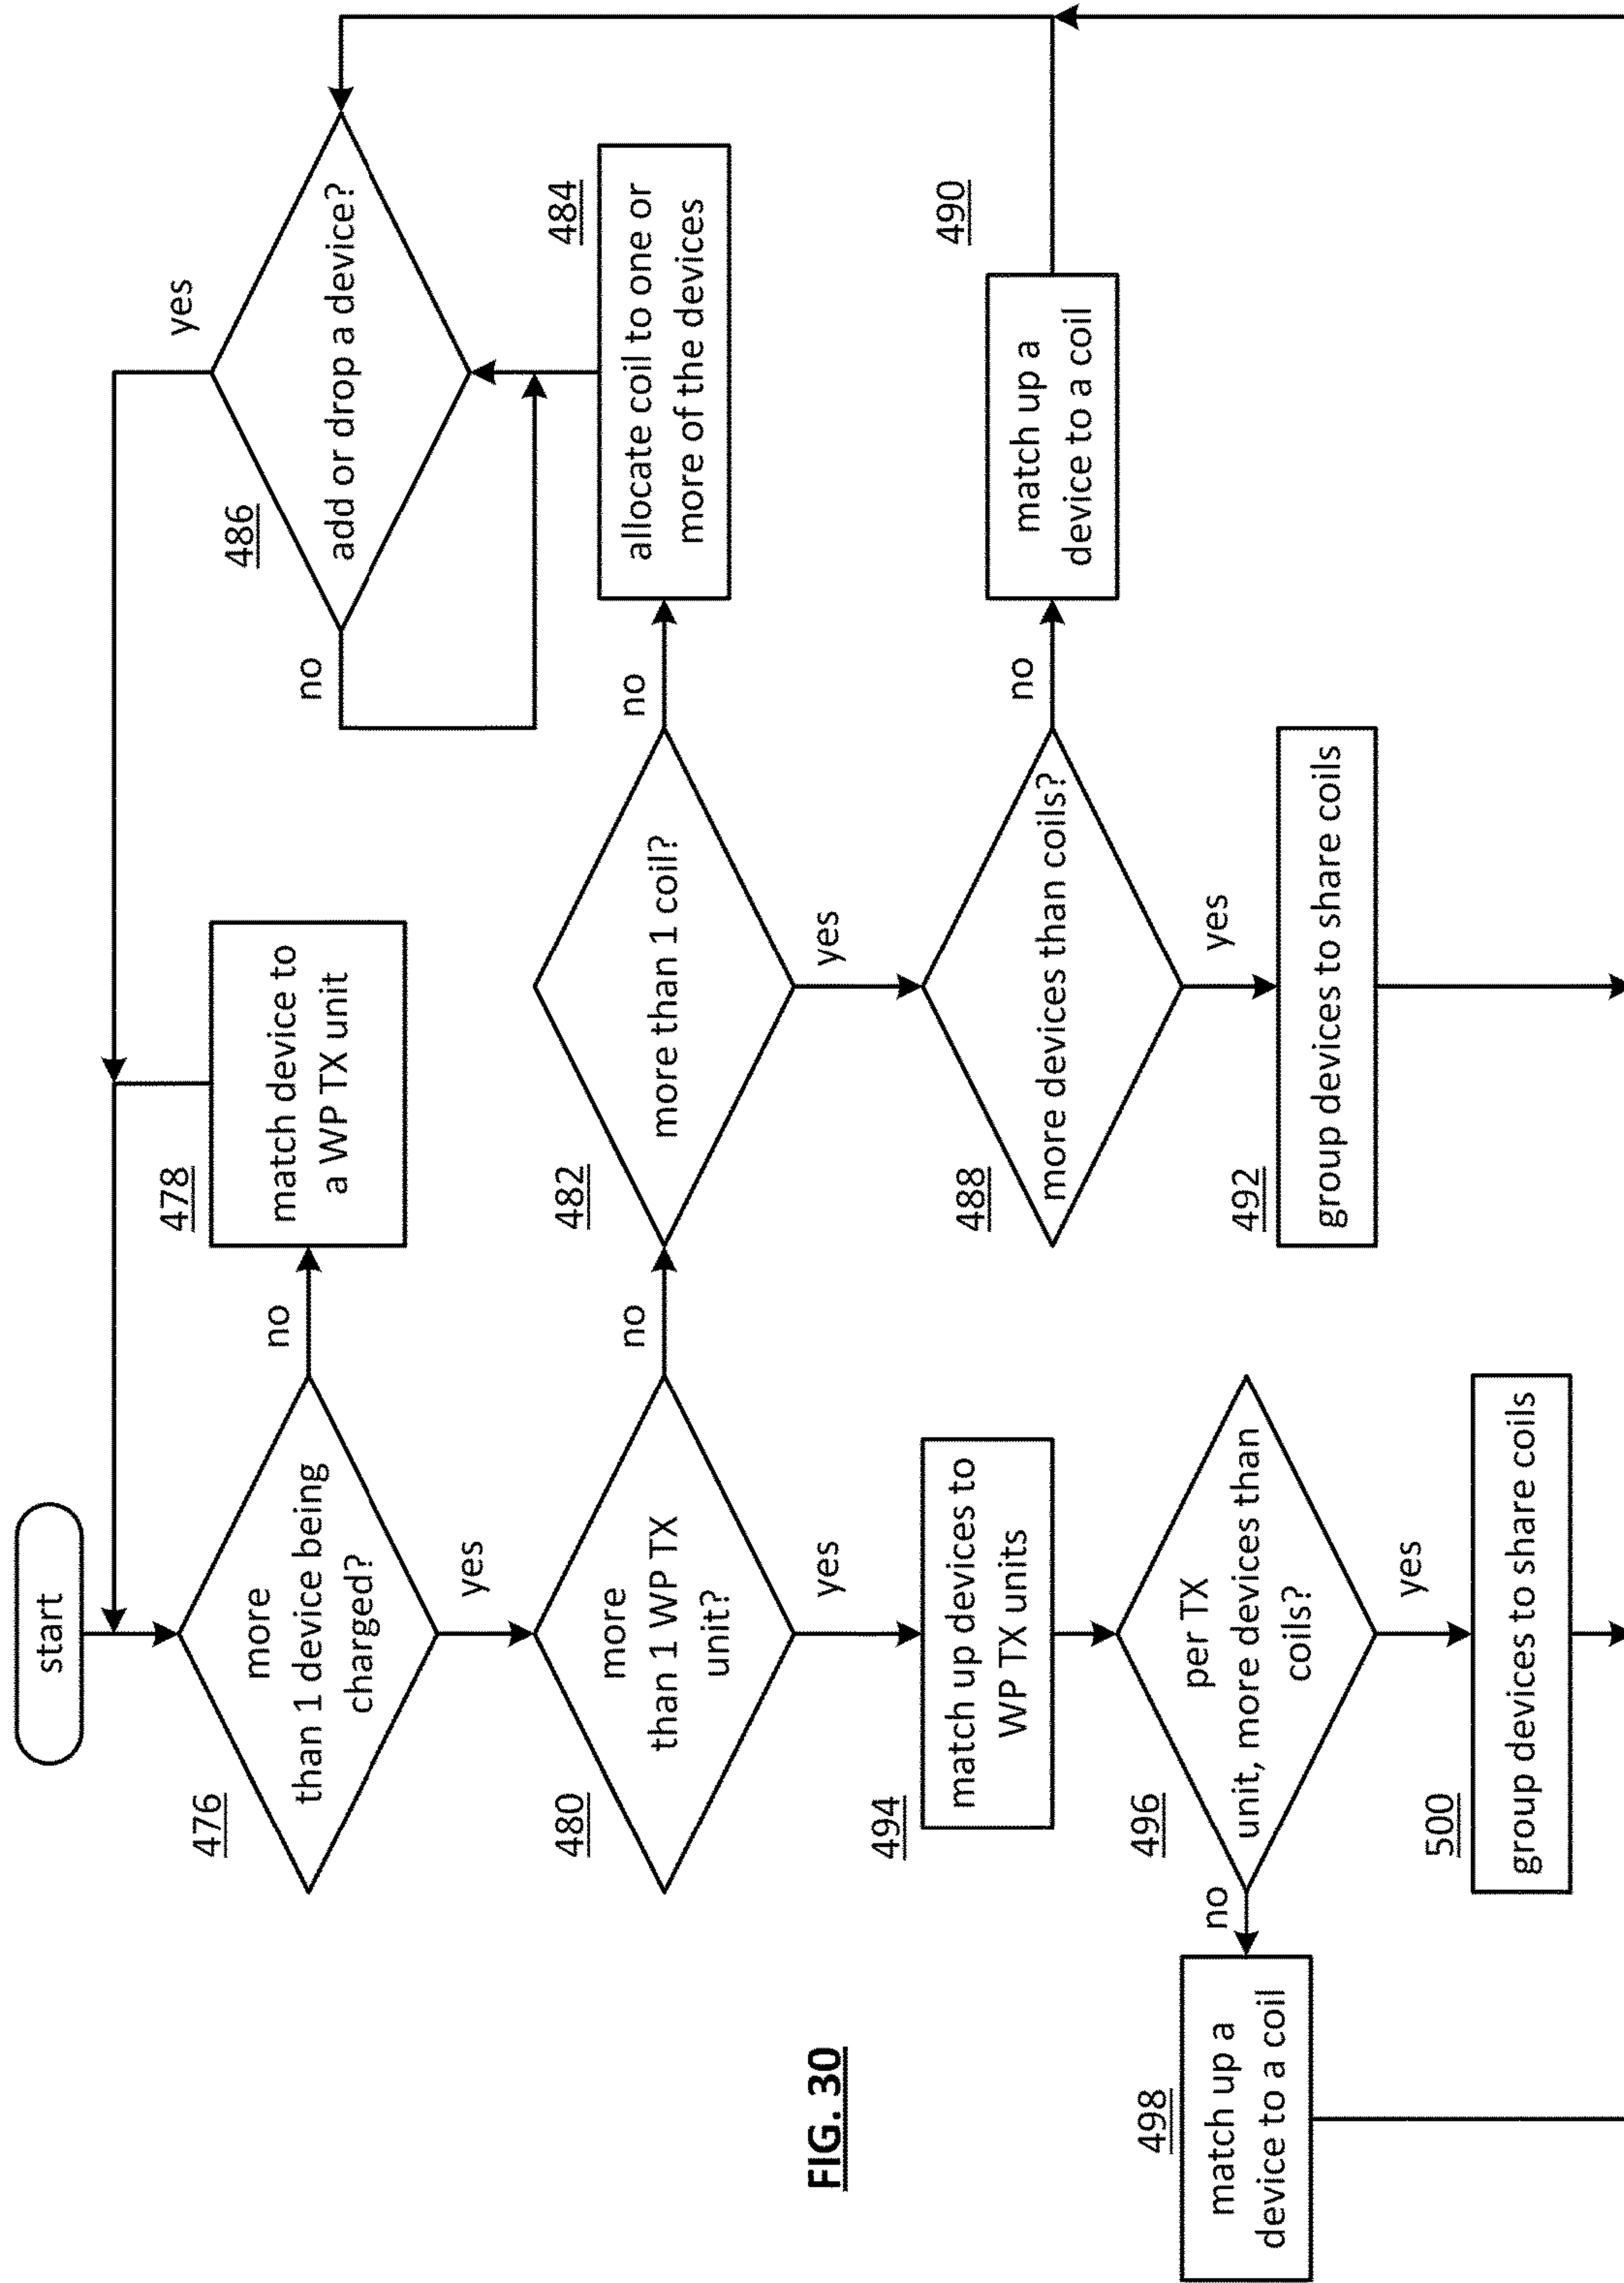 start
476
more
than 1 device being
charged?
no
478
match device to
a WP TX unit
yes
480
more
than 1 WP TX
unit?
no
482
more than 1 coil?
no
484
allocate coil to one or
more of the devices
486
add or drop a device?
yes
no
yes
488
more devices than coils?
no
490
match up a
device to a coil
yes
492
group devices to share coils
yes
494
match up devices to
WP TX units
496
per TX
unit, more devices than
coils?
no
498
match up a
device to a coil
yes
500
group devices to share coils
FIG. 30